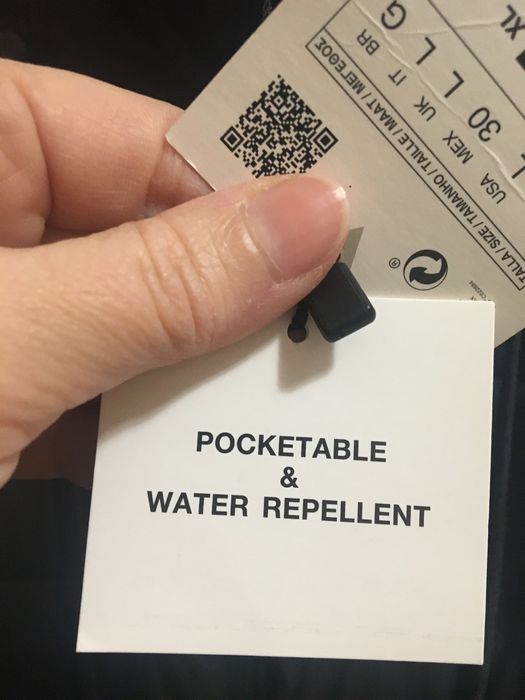 XL
BR G
IT L
UK L
MEX 30
USA L
TALLA/SIZE/TAMANHO/TAILLE/MAAT/ΜΕΓΕΘΟΣ
®
POCKETABLE
&
WATER REPELLENT